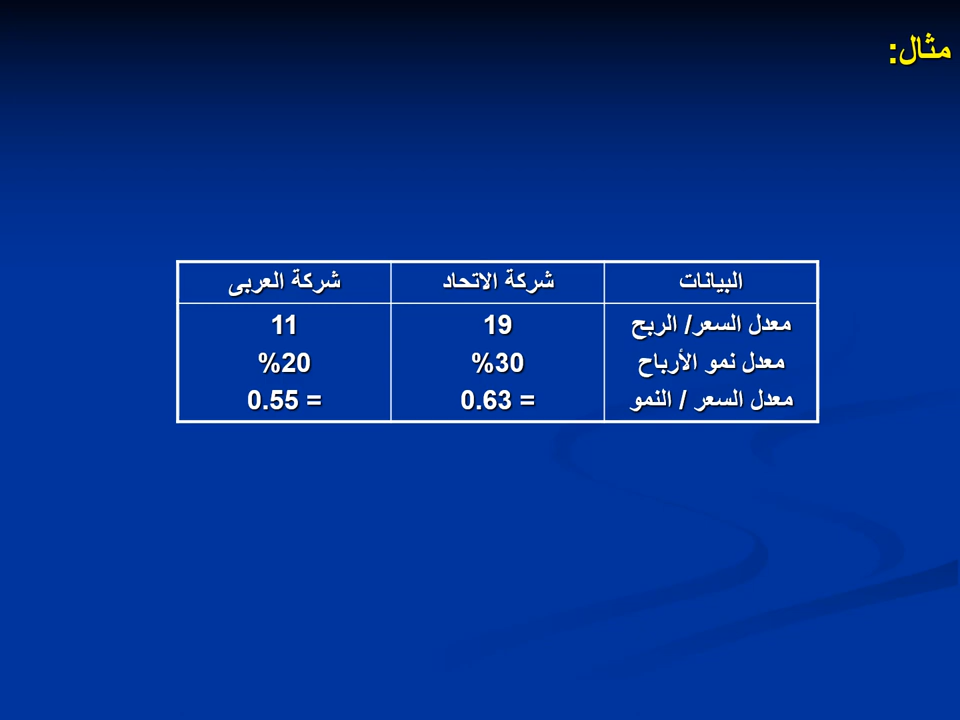 مثال:
البيانات شركة الاتحاد شركة العربى
معدل السعر/ الربح 19 11
معدل نمو الأرباح 30% 20%
معدل السعر / النمو = 0.63 = 0.55